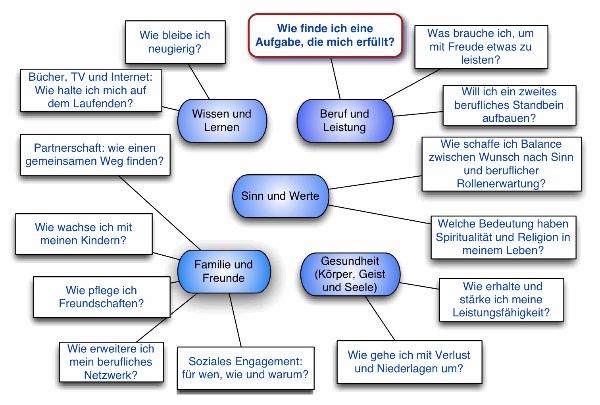 Wie finde ich eine
Aufgabe, die mich erfüllt?
Wie bleibe ich
neugierig?
Was brauche ich, um
mit Freude etwas zu
leisten?
Bücher, TV und Internet:
Wie halte ich mich auf
dem Laufenden?
Wissen und
Lernen
Beruf und
Leistung
Will ich ein zweites
berufliches Standbein
aufbauen?
Partnerschaft: wie einen
gemeinsamen Weg finden?
Wie schaffe ich Balance
zwischen Wunsch nach Sinn
und beruflicher
Rollenerwartung?
Sinn und Werte
Wie wachse ich mit
meinen Kindern?
Welche Bedeutung haben
Spiritualität und Religion in
meinem Leben?
Familie und
Freunde
Gesundheit
(Körper, Geist
und Seele)
Wie pflege ich
Freundschaften?
Wie erhalte und
stärke ich meine
Leistungsfähigkeit?
Wie erweitere ich
mein berufliches
Netzwerk?
Soziales Engagement:
für wen, wie und warum?
Wie gehe ich mit Verlust
und Niederlagen um?